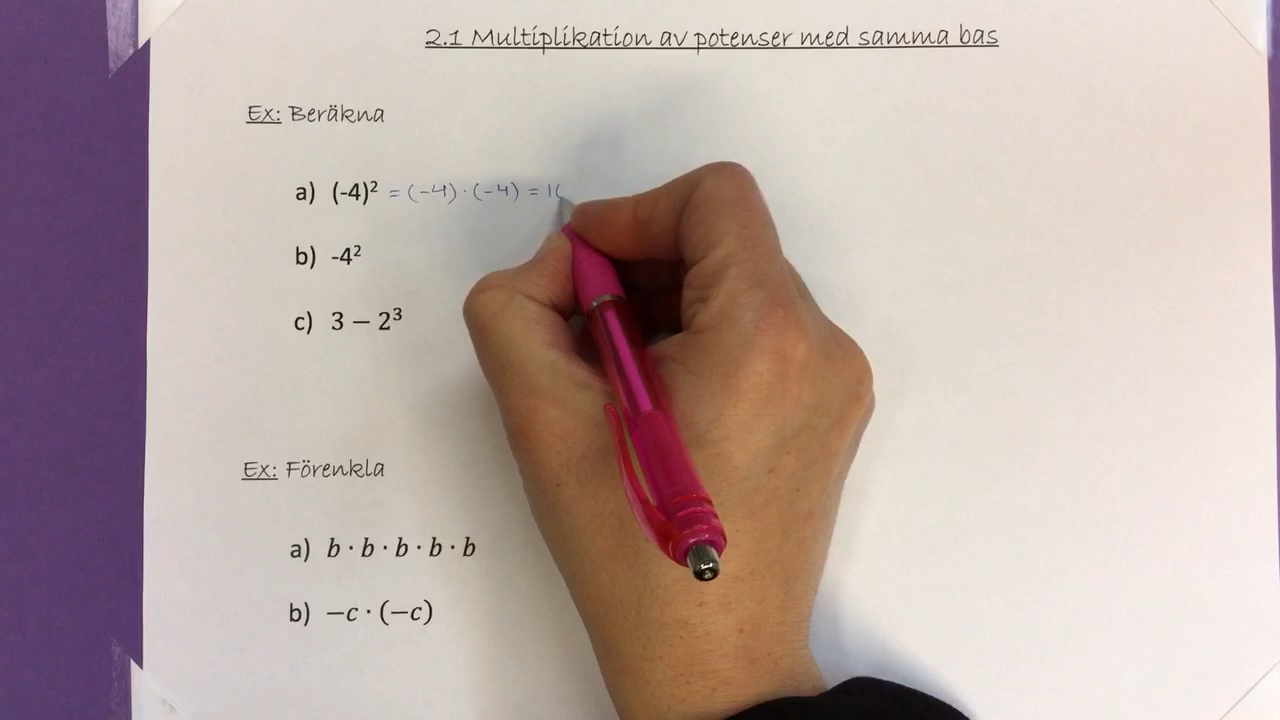 2.1 Multiplikation av potenser med samma bas
Ex: Beräkna
a) (-4)² = (-4)·(-4) = 16
b) -4²
c) 3 − 2³
Ex: Förenkla
a) b · b · b · b · b
b) −c · (−c)